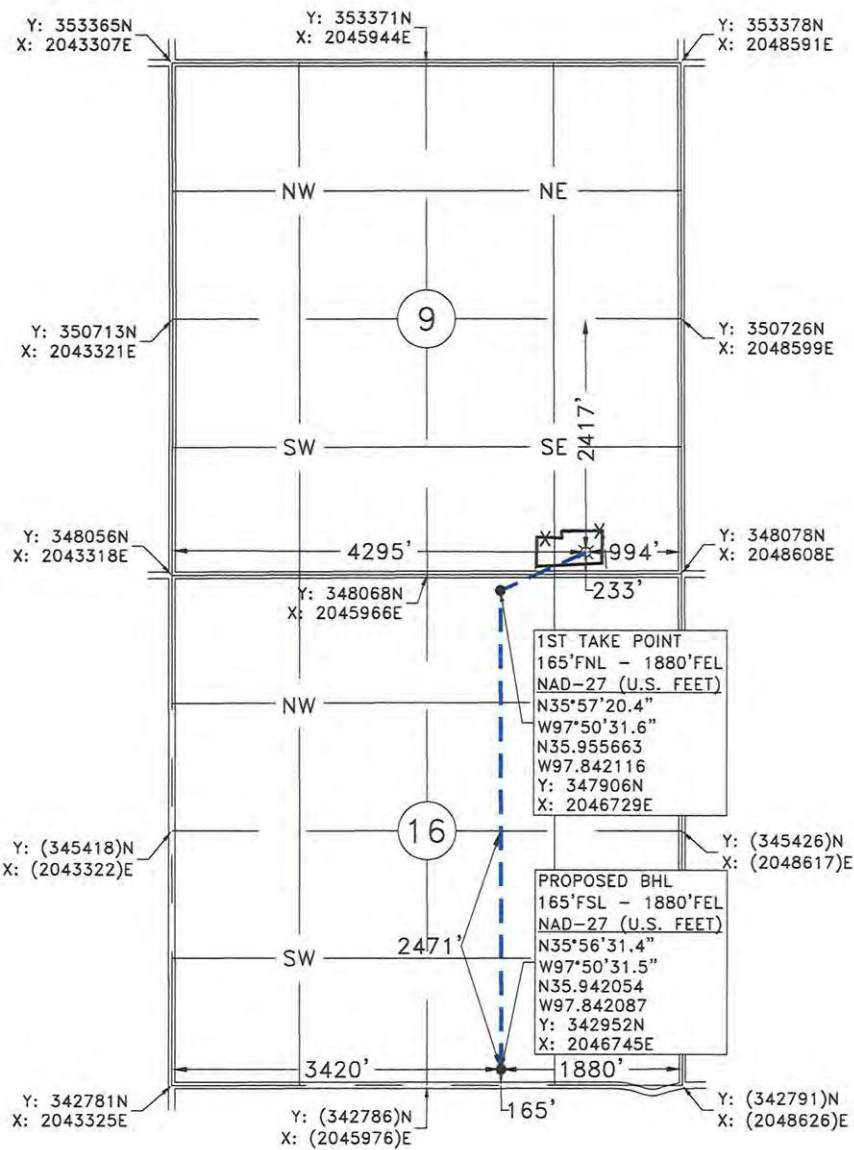 Y: 353365N
X: 2043307E
Y: 353371N
X: 2045944E
Y: 353378N
X: 2048591E
NW
NE
9
Y: 350713N
X: 2043321E
Y: 350726N
X: 2048599E
2417'
SW
SE
Y: 348056N
X: 2043318E
4295'
994'
Y: 348078N
X: 2048608E
Y: 348068N
X: 2045966E
233'
1ST TAKE POINT
165'FNL - 1880'FEL
NAD-27 (U.S. FEET)
N35°57'20.4"
W97°50'31.6"
N35.955663
W97.842116
Y: 347906N
X: 2046729E
NW
16
Y: (345418)N
X: (2043322)E
Y: (345426)N
X: (2048617)E
PROPOSED BHL
165'FSL - 1880'FEL
NAD-27 (U.S. FEET)
N35°56'31.4"
W97°50'31.5"
N35.942054
W97.842087
Y: 342952N
X: 2046745E
2471'
SW
3420'
1880'
Y: 342781N
X: 2043325E
165'
Y: (342786)N
X: (2045976)E
Y: (342791)N
X: (2048626)E